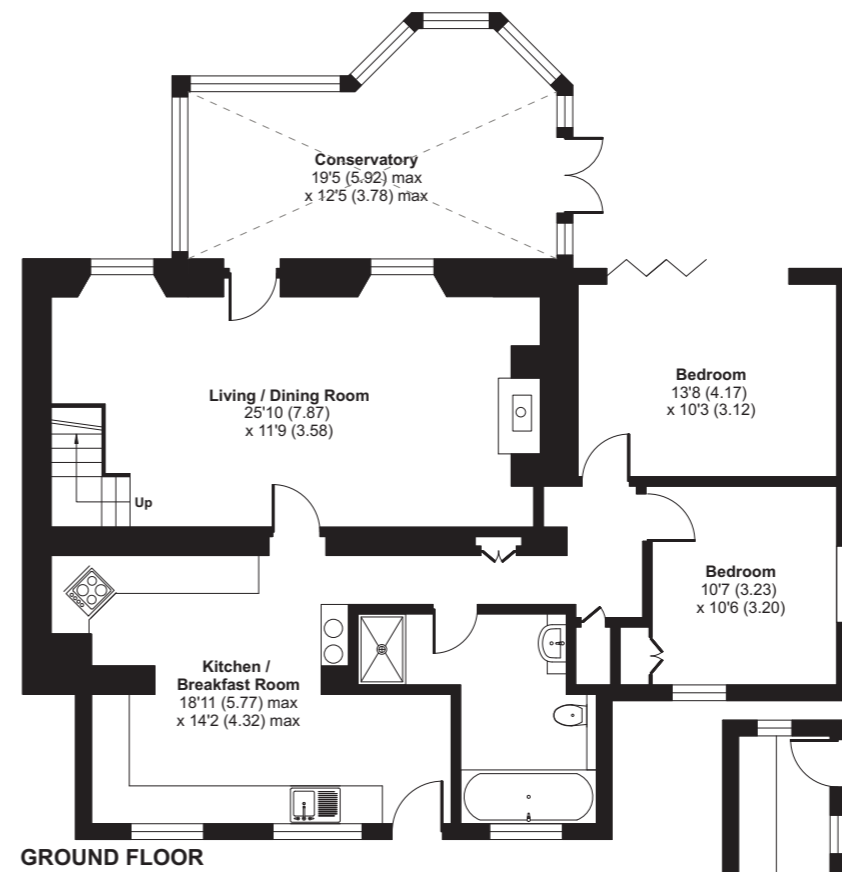 Conservatory
19'5 (5.92) max
x 12'5 (3.78) max
Living / Dining Room
25'10 (7.87)
x 11'9 (3.58)
Bedroom
13'8 (4.17)
x 10'3 (3.12)
Up
Bedroom
10'7 (3.23)
x 10'6 (3.20)
Kitchen /
Breakfast Room
18'11 (5.77) max
x 14'2 (4.32) max
GROUND FLOOR